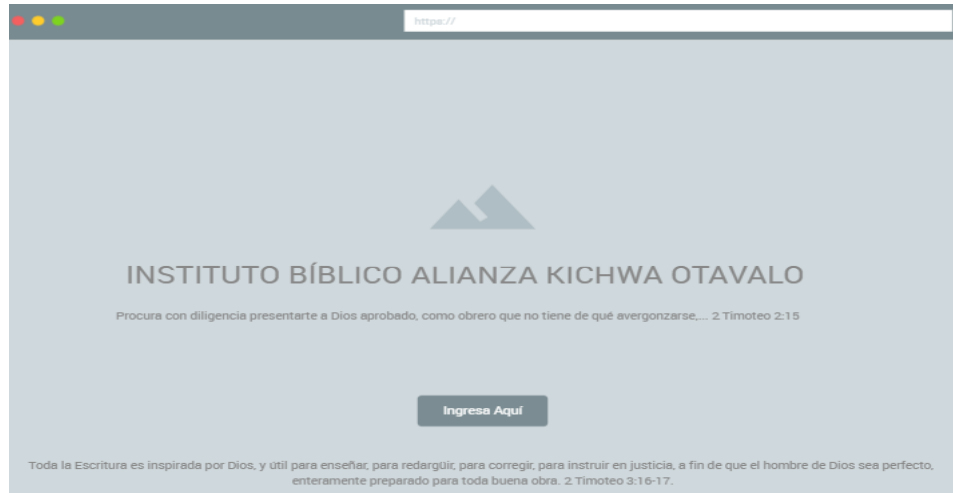 https://
INSTITUTO BÍBLICO ALIANZA KICHWA OTAVALO
Procura con diligencia presentarte a Dios aprobado, como obrero que no tiene de qué avergonzarse,... 2 Timoteo 2:15
Ingresa Aquí
Toda la Escritura es inspirada por Dios, y útil para enseñar, para redargüir, para corregir, para instruir en justicia, a fin de que el hombre de Dios sea perfecto,
enteramente preparado para toda buena obra. 2 Timoteo 3:16-17.